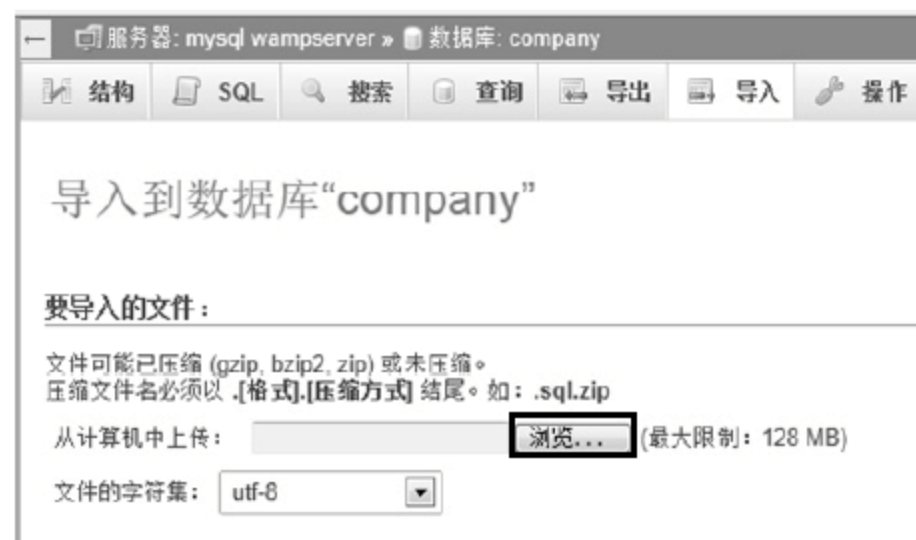 ← 服务器: mysql wampserver » 数据库: company
结构 SQL 搜索 查询 导出 导入 操作
导入到数据库“company”
要导入的文件：
文件可能已压缩 (gzip, bzip2, zip) 或未压缩。
压缩文件名必须以 .[格式].[压缩方式] 结尾。如：.sql.zip
从计算机中上传： 浏览... (最大限制：128 MB)
文件的字符集： utf-8